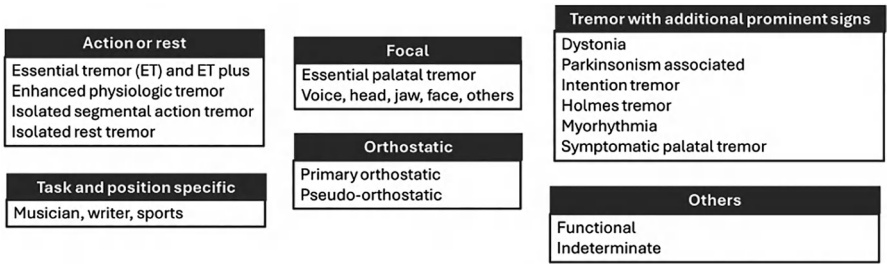 Action or rest
Essential tremor (ET) and ET plus
Enhanced physiologic tremor
Isolated segmental action tremor
Isolated rest tremor
Task and position specific
Musician, writer, sports
Focal
Essential palatal tremor
Voice, head, jaw, face, others
Orthostatic
Primary orthostatic
Pseudo-orthostatic
Tremor with additional prominent signs
Dystonia
Parkinsonism associated
Intention tremor
Holmes tremor
Myorhythmia
Symptomatic palatal tremor
Others
Functional
Indeterminate